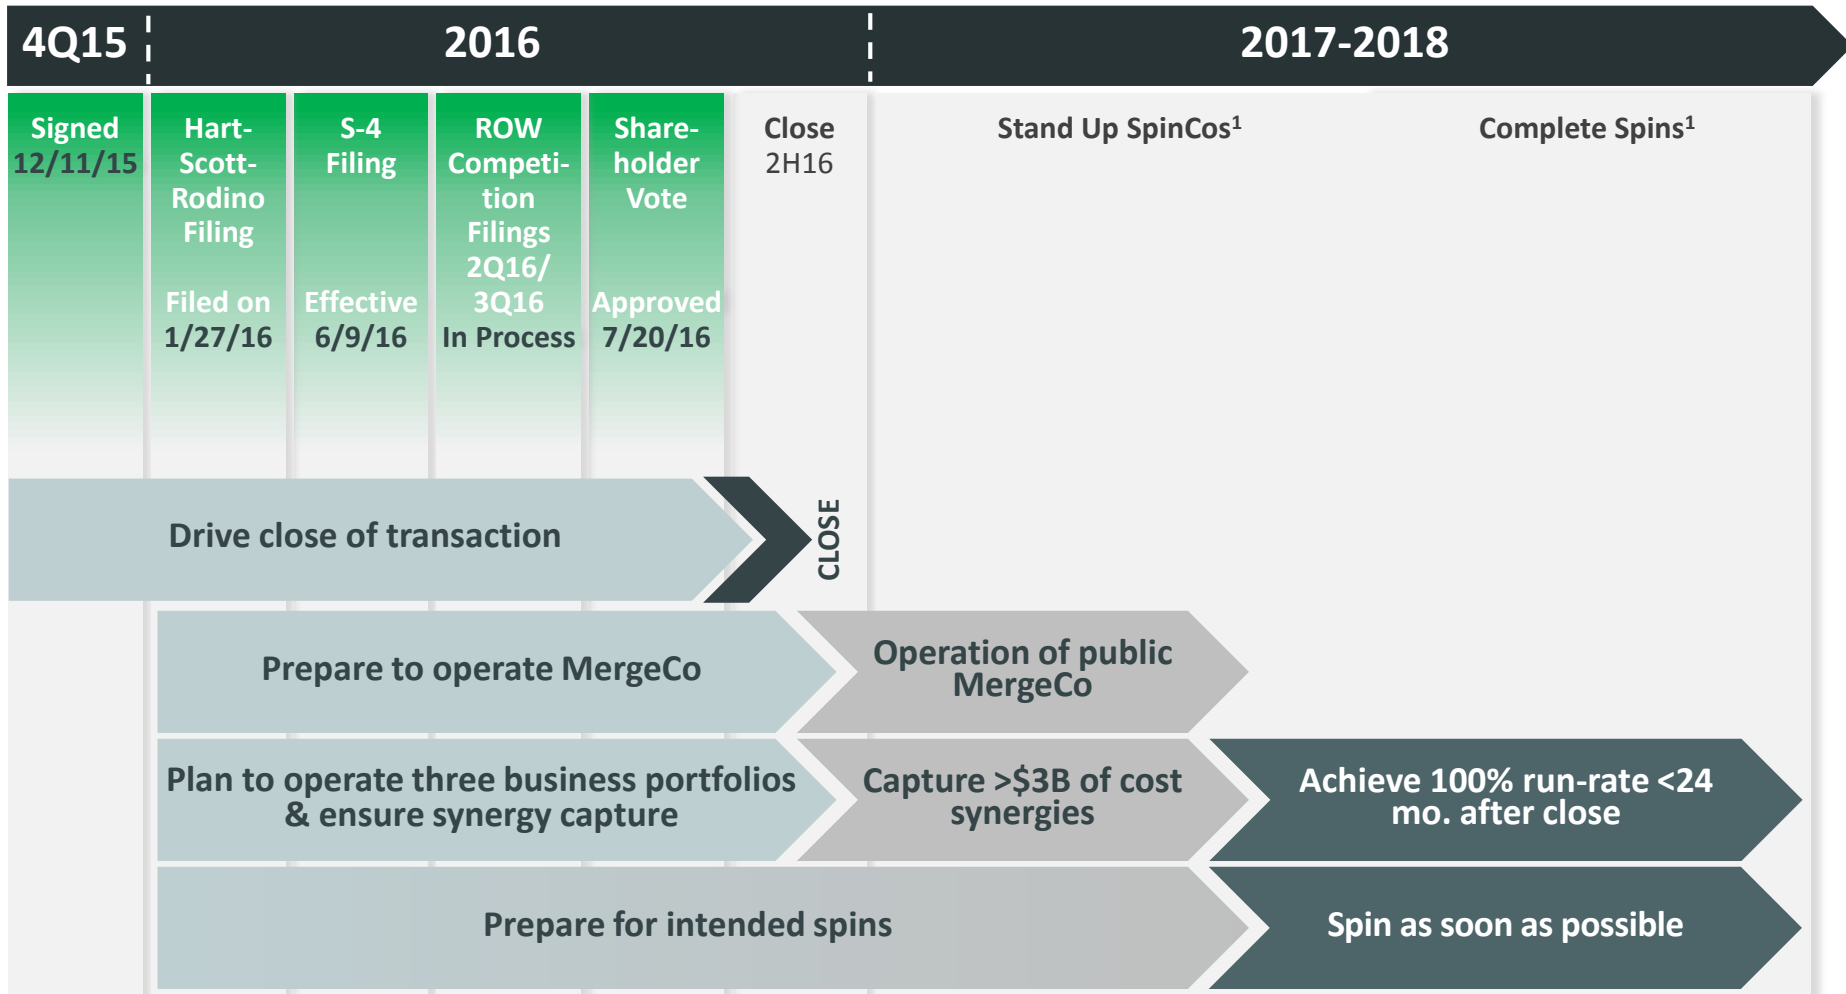 4Q15
2016
2017-2018
Signed
12/11/15
Hart-
Scott-
Rodino
Filing
Filed on
1/27/16
S-4
Filing
Effective
6/9/16
ROW
Competi-
tion
Filings
2Q16/
3Q16
In Process
Share-
holder
Vote
Approved
7/20/16
Close
2H16
Stand Up SpinCos¹
Complete Spins¹
Drive close of transaction
CLOSE
Prepare to operate MergeCo
Operation of public
MergeCo
Plan to operate three business portfolios
& ensure synergy capture
Capture >$3B of cost
synergies
Achieve 100% run-rate <24
mo. after close
Prepare for intended spins
Spin as soon as possible